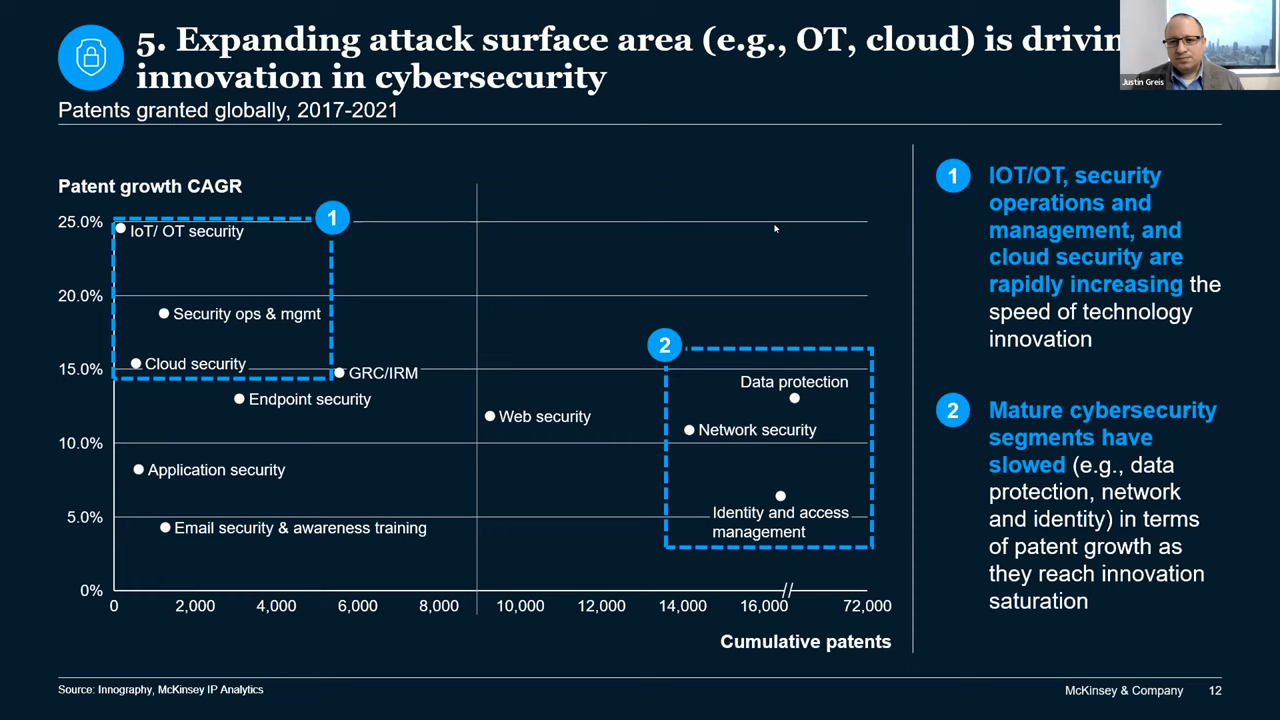 5. Expanding attack surface area (e.g., OT, cloud) is drivin
innovation in cybersecurity
Patents granted globally, 2017-2021
Justin Greis
Patent growth CAGR
25.0%
20.0%
15.0%
10.0%
5.0%
0%
1
IoT/ OT security
Security ops & mgmt
Cloud security
GRC/IRM
Endpoint security
Application security
Email security & awareness training
Web security
2
Data protection
Network security
Identity and access
management
0 2,000 4,000 6,000 8,000 10,000 12,000 14,000 16,000 72,000
Cumulative patents
1
IOT/OT, security
operations and
management, and
cloud security are
rapidly increasing the
speed of technology
innovation
2
Mature cybersecurity
segments have
slowed (e.g., data
protection, network
and identity) in terms
of patent growth as
they reach innovation
saturation
Source: Innography, McKinsey IP Analytics
McKinsey & Company 12